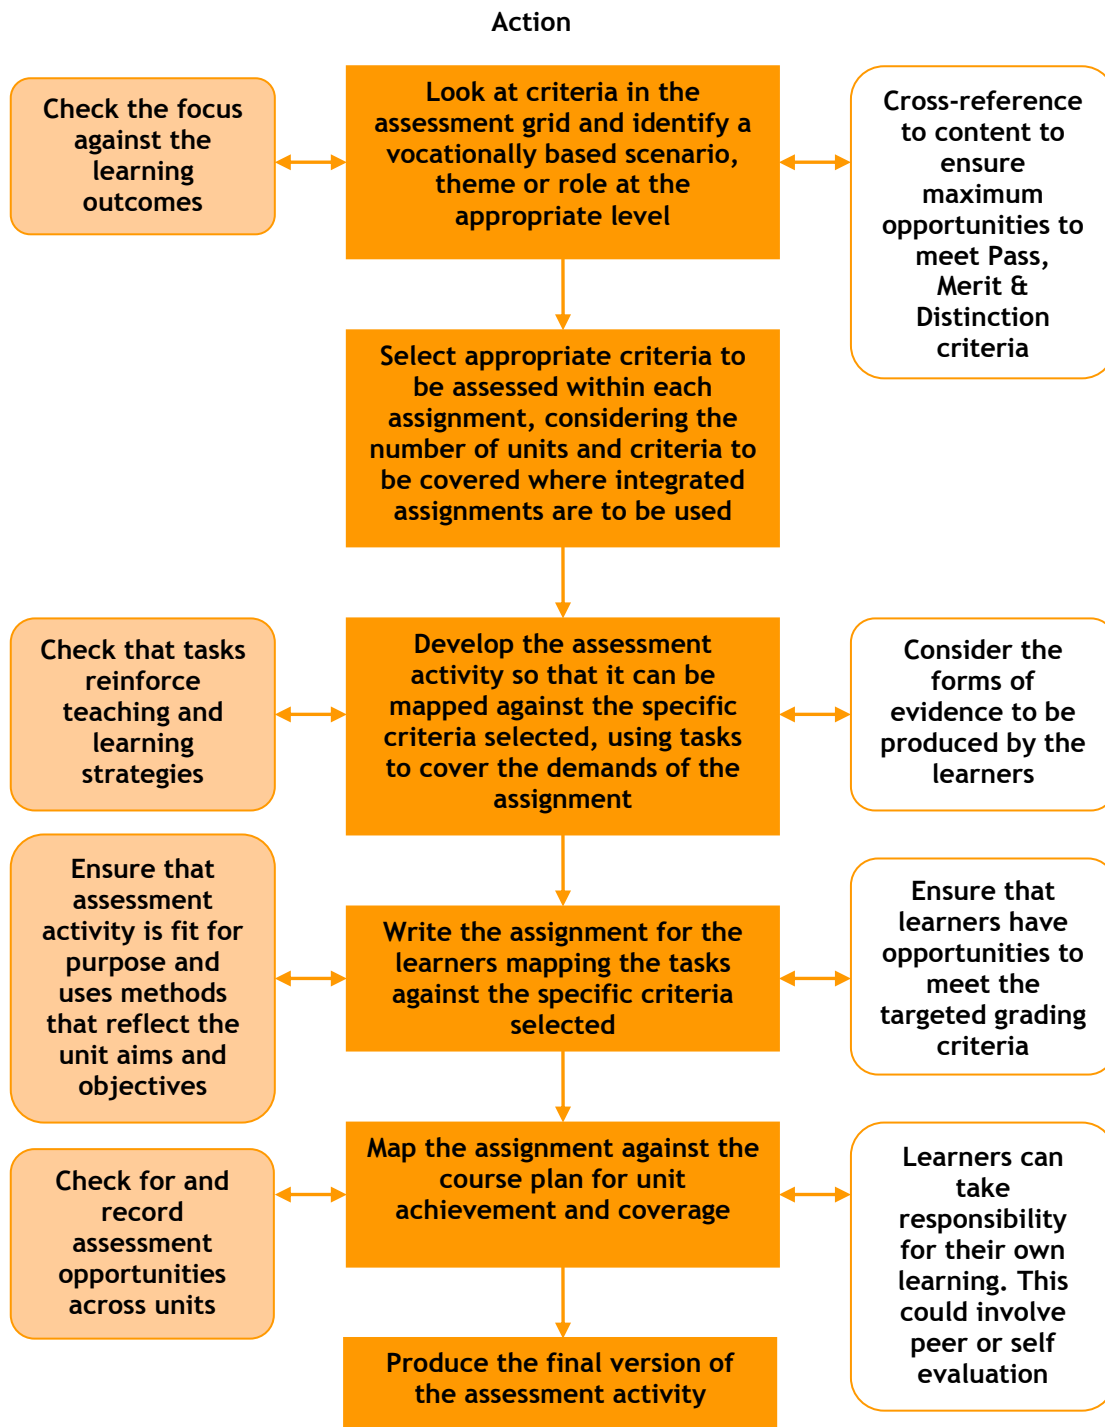 Action
Check the focus
against the
learning
outcomes
Look at criteria in the
assessment grid and identify a
vocationally based scenario,
theme or role at the
appropriate level
Cross-reference
to content to
ensure
maximum
opportunities to
meet Pass,
Merit &
Distinction
criteria
Select appropriate criteria to
be assessed within each
assignment, considering the
number of units and criteria to
be covered where integrated
assignments are to be used
Check that tasks
reinforce
teaching and
learning
strategies
Develop the assessment
activity so that it can be
mapped against the specific
criteria selected, using tasks
to cover the demands of the
assignment
Consider the
forms of
evidence to be
produced by the
learners
Ensure that
assessment
activity is fit for
purpose and
uses methods
that reflect the
unit aims and
objectives
Write the assignment for the
learners mapping the tasks
against the specific criteria
selected
Ensure that
learners have
opportunities to
meet the
targeted grading
criteria
Check for and
record
assessment
opportunities
across units
Map the assignment against the
course plan for unit
achievement and coverage
Learners can
take
responsibility
for their own
learning. This
could involve
peer or self
evaluation
Produce the final version of
the assessment activity